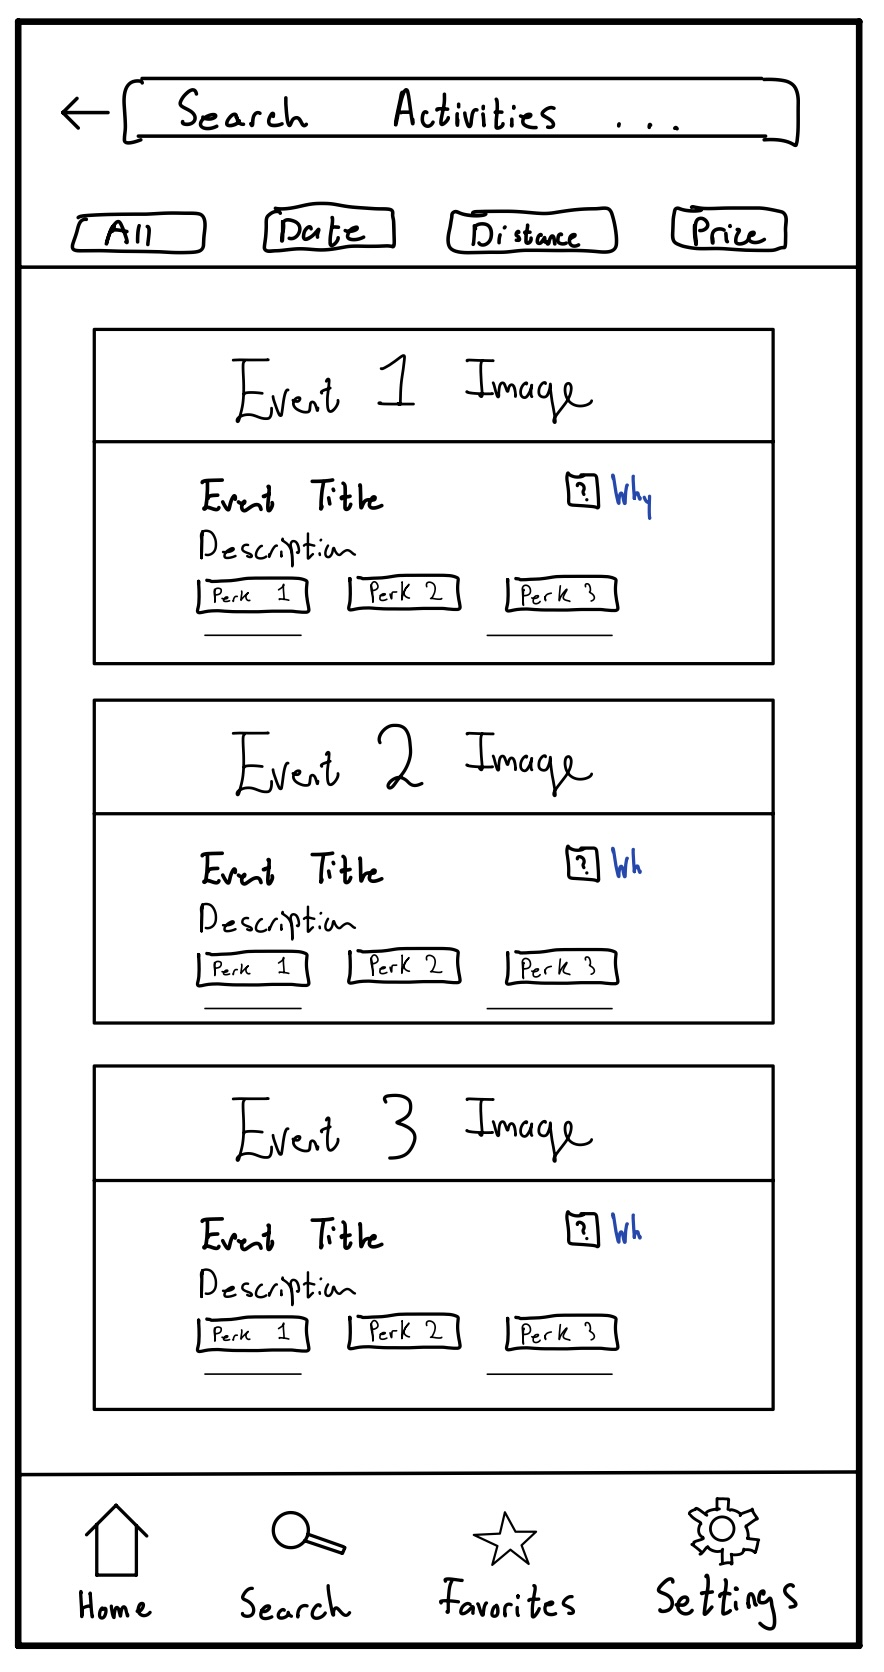 Search Activities ...
All Date Distance Price
Event 1 Image
Event Title ? Why
Description
Perk 1 Perk 2 Perk 3
Event 2 Image
Event Title ? Wh
Description
Perk 1 Perk 2 Perk 3
Event 3 Image
Event Title ? Wh
Description
Perk 1 Perk 2 Perk 3
Home Search Favorites Settings